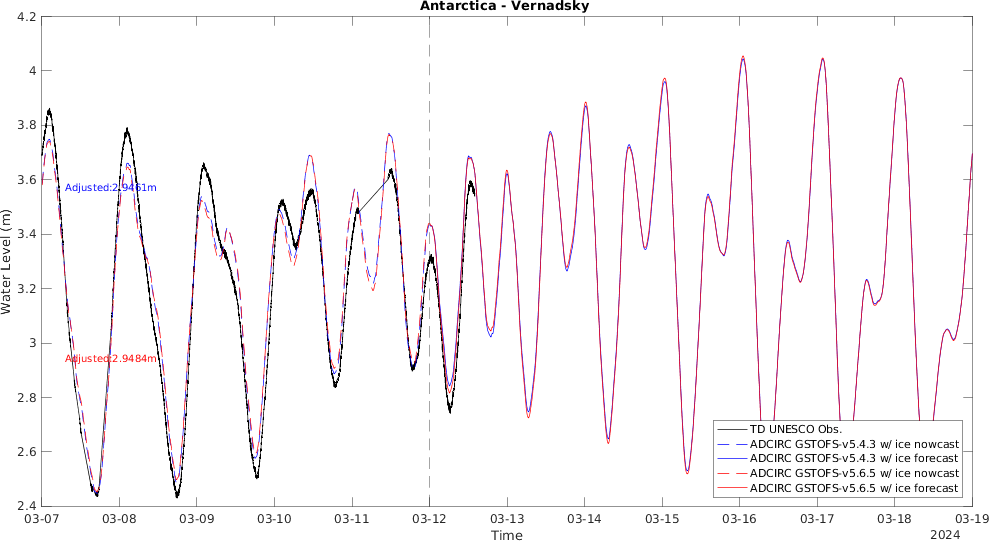 Antarctica - Vernadsky
4.2
4
3.8
3.6
3.4
3.2
3
2.8
2.6
2.4
Water Level (m)
Adjusted:2.9461m
Adjusted:2.9484m
TD UNESCO Obs.
ADCIRC GSTOFS-v5.4.3 w/ ice nowcast
ADCIRC GSTOFS-v5.4.3 w/ ice forecast
ADCIRC GSTOFS-v5.6.5 w/ ice nowcast
ADCIRC GSTOFS-v5.6.5 w/ ice forecast
03-07 03-08 03-09 03-10 03-11 03-12 03-13 03-14 03-15 03-16 03-17 03-18 03-19
Time
2024